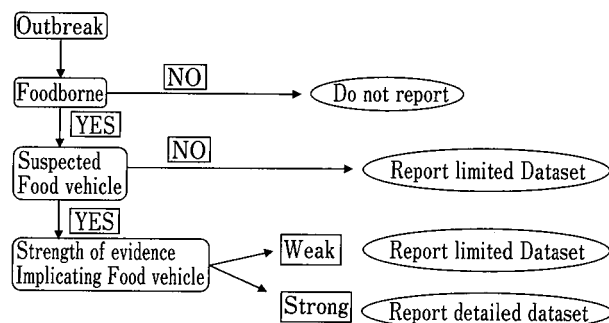 Outbreak
Foodborne
NO
Do not report
YES
Suspected
Food vehicle
NO
Report limited Dataset
YES
Strength of evidence
Implicating Food vehicle
Weak
Report limited Dataset
Strong
Report detailed dataset